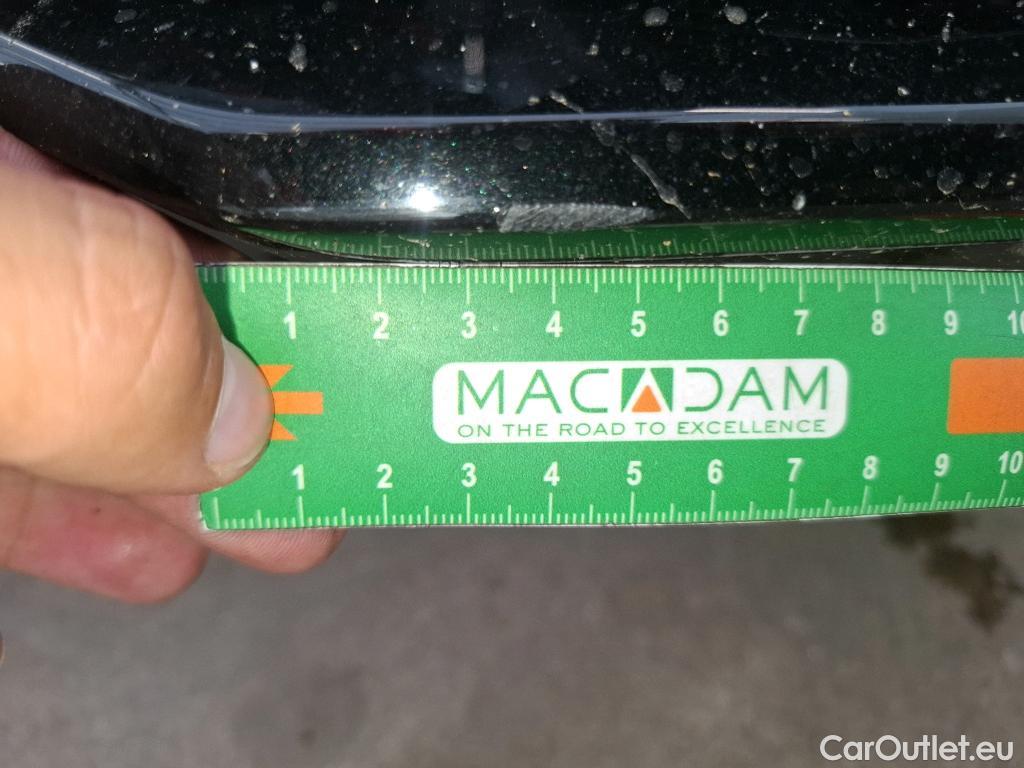 1 2 3 4 5 6 7 8 9 10
MACADAM
ON THE ROAD TO EXCELLENCE
1 2 3 4 5 6 7 8 9 10
CarOutlet.eu